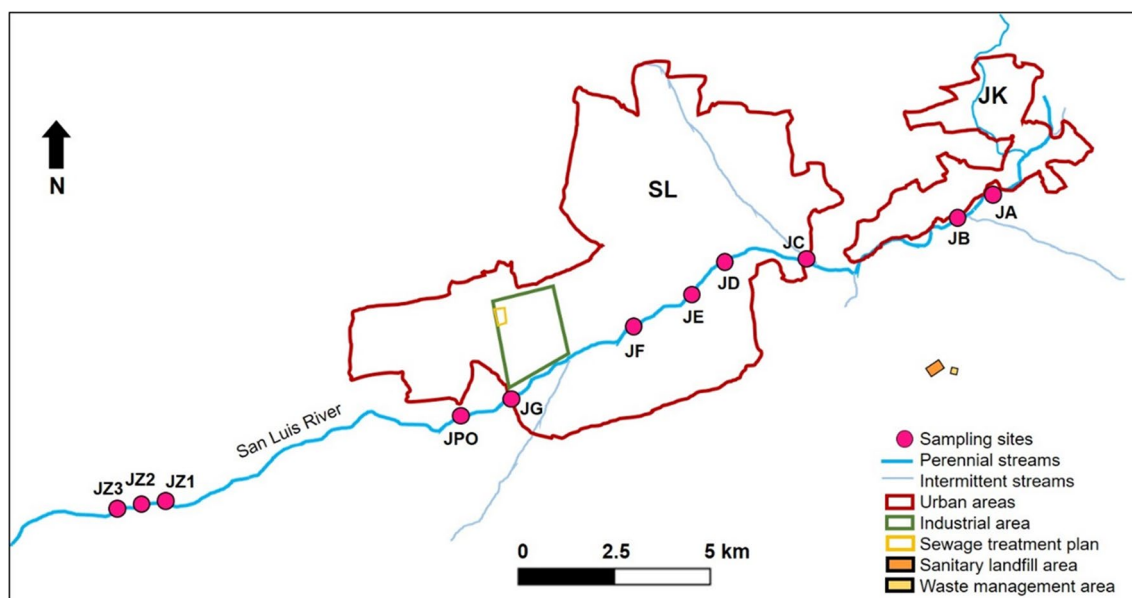 JK
N
SL
JA
JB
JC
JD
JE
JF
JG
JPO
San Luis River
JZ3 JZ2 JZ1
Sampling sites
Perennial streams
Intermittent streams
Urban areas
Industrial area
Sewage treatment plan
Sanitary landfill area
Waste management area
0 2.5 5 km